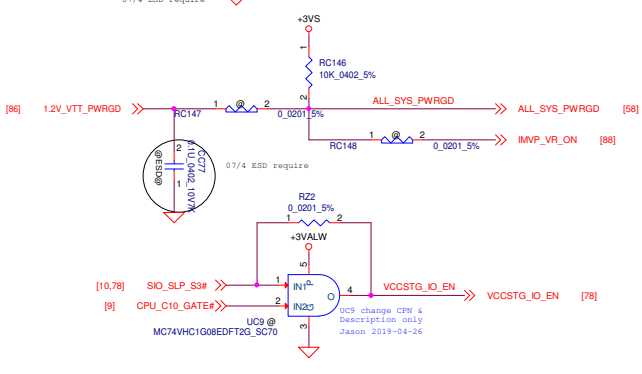 07/4 ESD require
+3VS
1
RC146
10K_0402_5%
2
[86] 1.2V_VTT_PWRGD
RC147
1 @ 2
0_0201_5%
ALL_SYS_PWRGD
ALL_SYS_PWRGD [58]
RC148
1 @ 2
0_0201_5%
IMVP_VR_ON [88]
2
1
CC77
0.1U_0402_10V7K
@ESD@
07/4 ESD require
RZ2
0_0201_5%
1 2
+3VALW
5
[10,78] SIO_SLP_S3#
1 IN1
P
[9] CPU_C10_GATE#
2 IN2
G
O 4
3
VCCSTG_IO_EN
VCCSTG_IO_EN [78]
UC9 @
MC74VHC1G08EDFT2G_SC70
UC9 change CPN &
Description only
Jason 2019-04-26